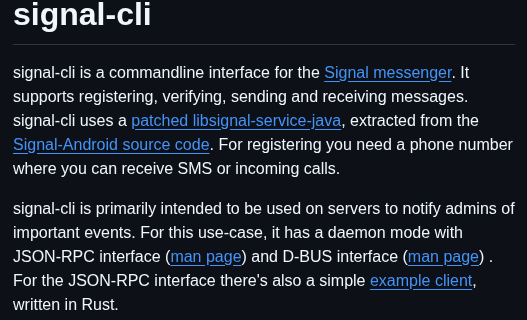 signal-cli
signal-cli is a commandline interface for the Signal messenger. It
supports registering, verifying, sending and receiving messages.
signal-cli uses a patched libsignal-service-java, extracted from the
Signal-Android source code. For registering you need a phone number
where you can receive SMS or incoming calls.
signal-cli is primarily intended to be used on servers to notify admins of
important events. For this use-case, it has a daemon mode with
JSON-RPC interface (man page) and D-BUS interface (man page) .
For the JSON-RPC interface there's also a simple example client,
written in Rust.